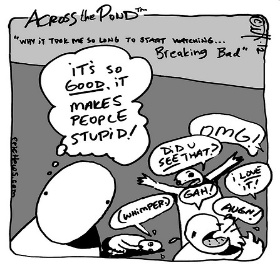 ACROSS the POND™
"WHY IT TOOK ME SO LONG TO START WATCHING...
Breaking Bad"
IT'S SO
GOOD, IT
MAKES
PEOPLE
STUPID!
OMG!
DID U
SEE THAT?
I LOVE
IT!
GAH!
WHIMPER!
AUGH!